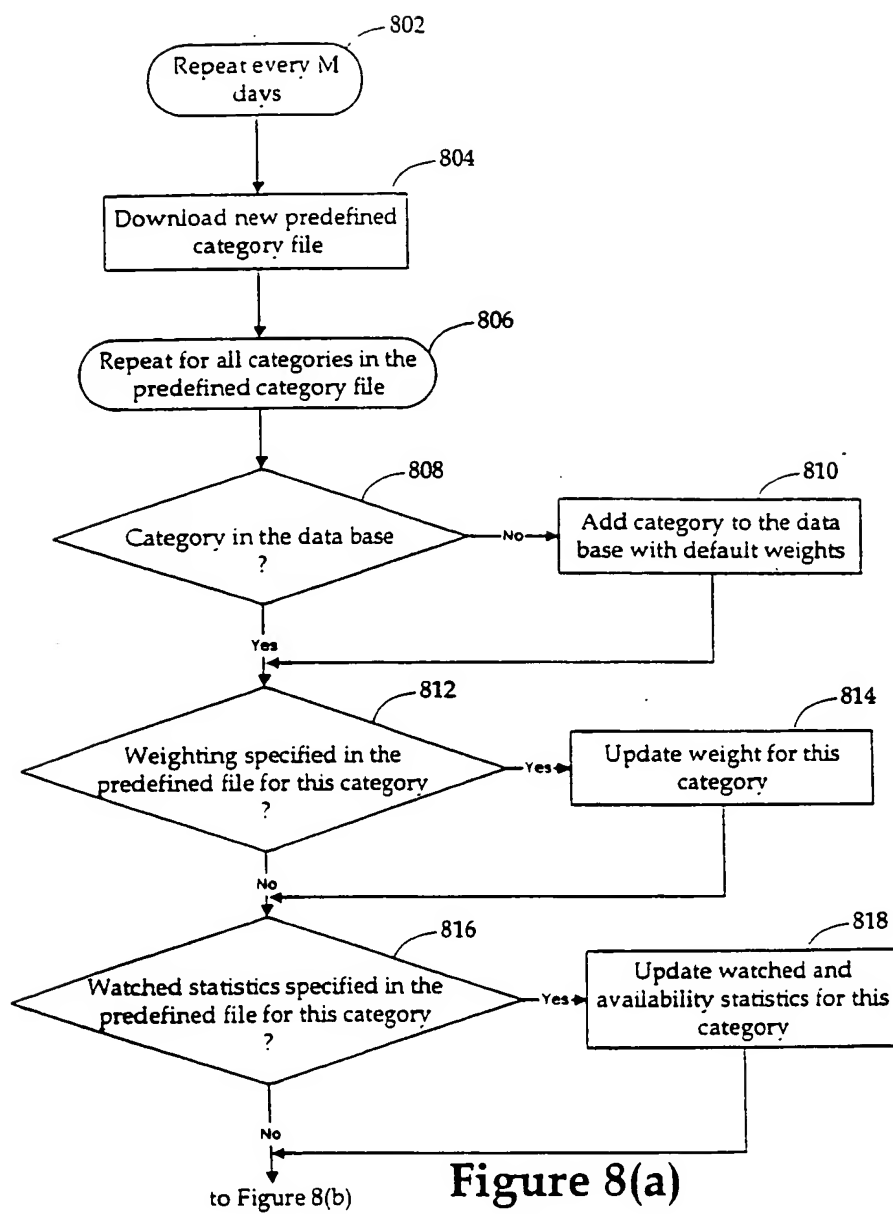 802
Repeat every M
days
804
Download new predefined
category file
806
Repeat for all categories in the
predefined category file
808
Category in the data base
?
No
810
Add category to the data
base with default weights
Yes
812
Weighting specified in the
predefined file for this category
?
Yes
814
Update weight for this
category
No
816
Watched statistics specified in the
predefined file for this category
?
Yes
818
Update watched and
availability statistics for this
category
No
to Figure 8(b)
Figure 8(a)